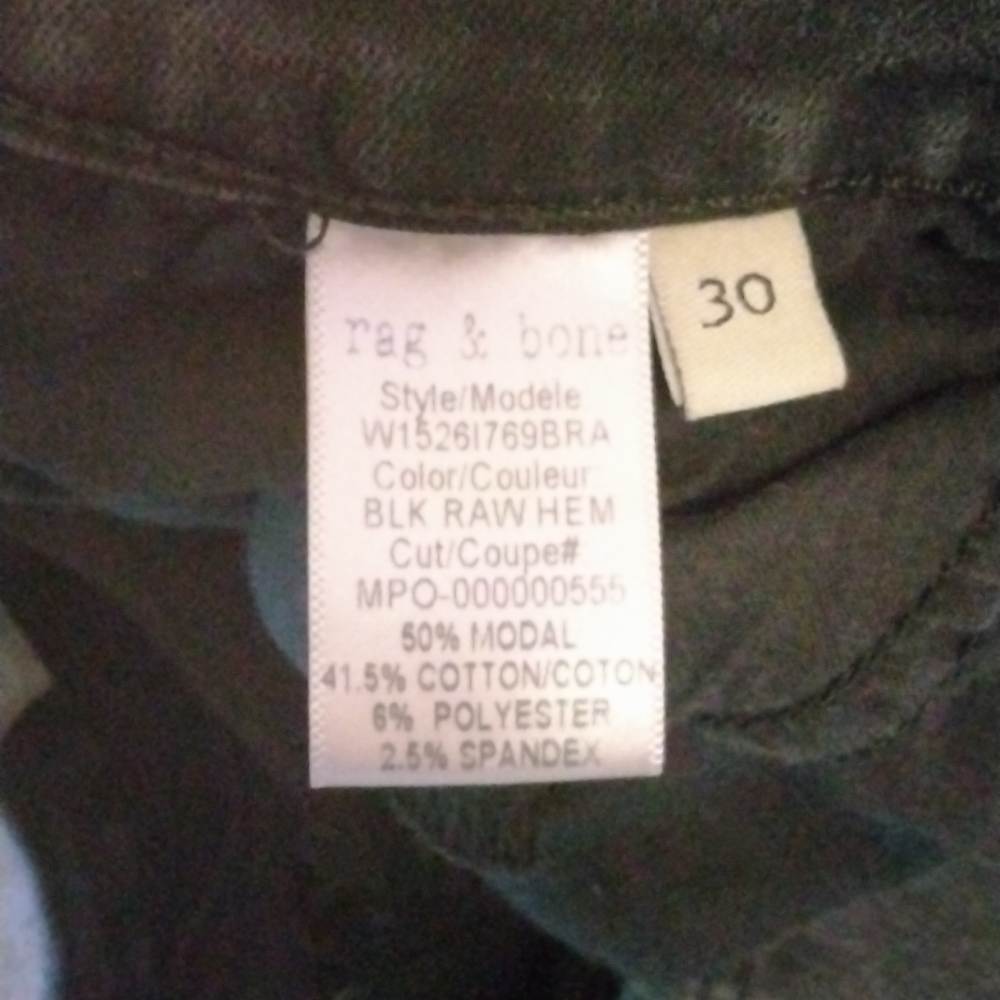 rag & bone
Style/Modèle
W1526I769BRA
Color/Couleur
BLK RAW HEM
Cut/Coupe#
MPO-000000555
50% MODAL
41.5% COTTON/COTON
6% POLYESTER
2.5% SPANDEX
30